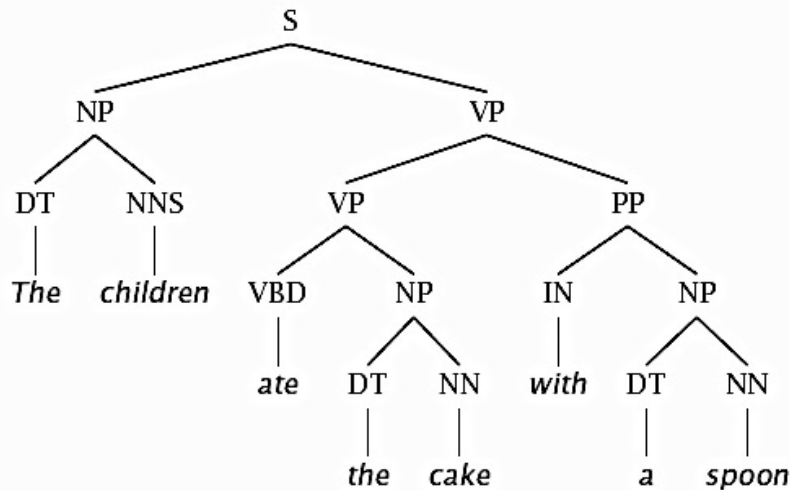 S
NP VP
DT NNS VP PP
The children VBD NP IN NP
ate DT NN with DT NN
the cake a spoon